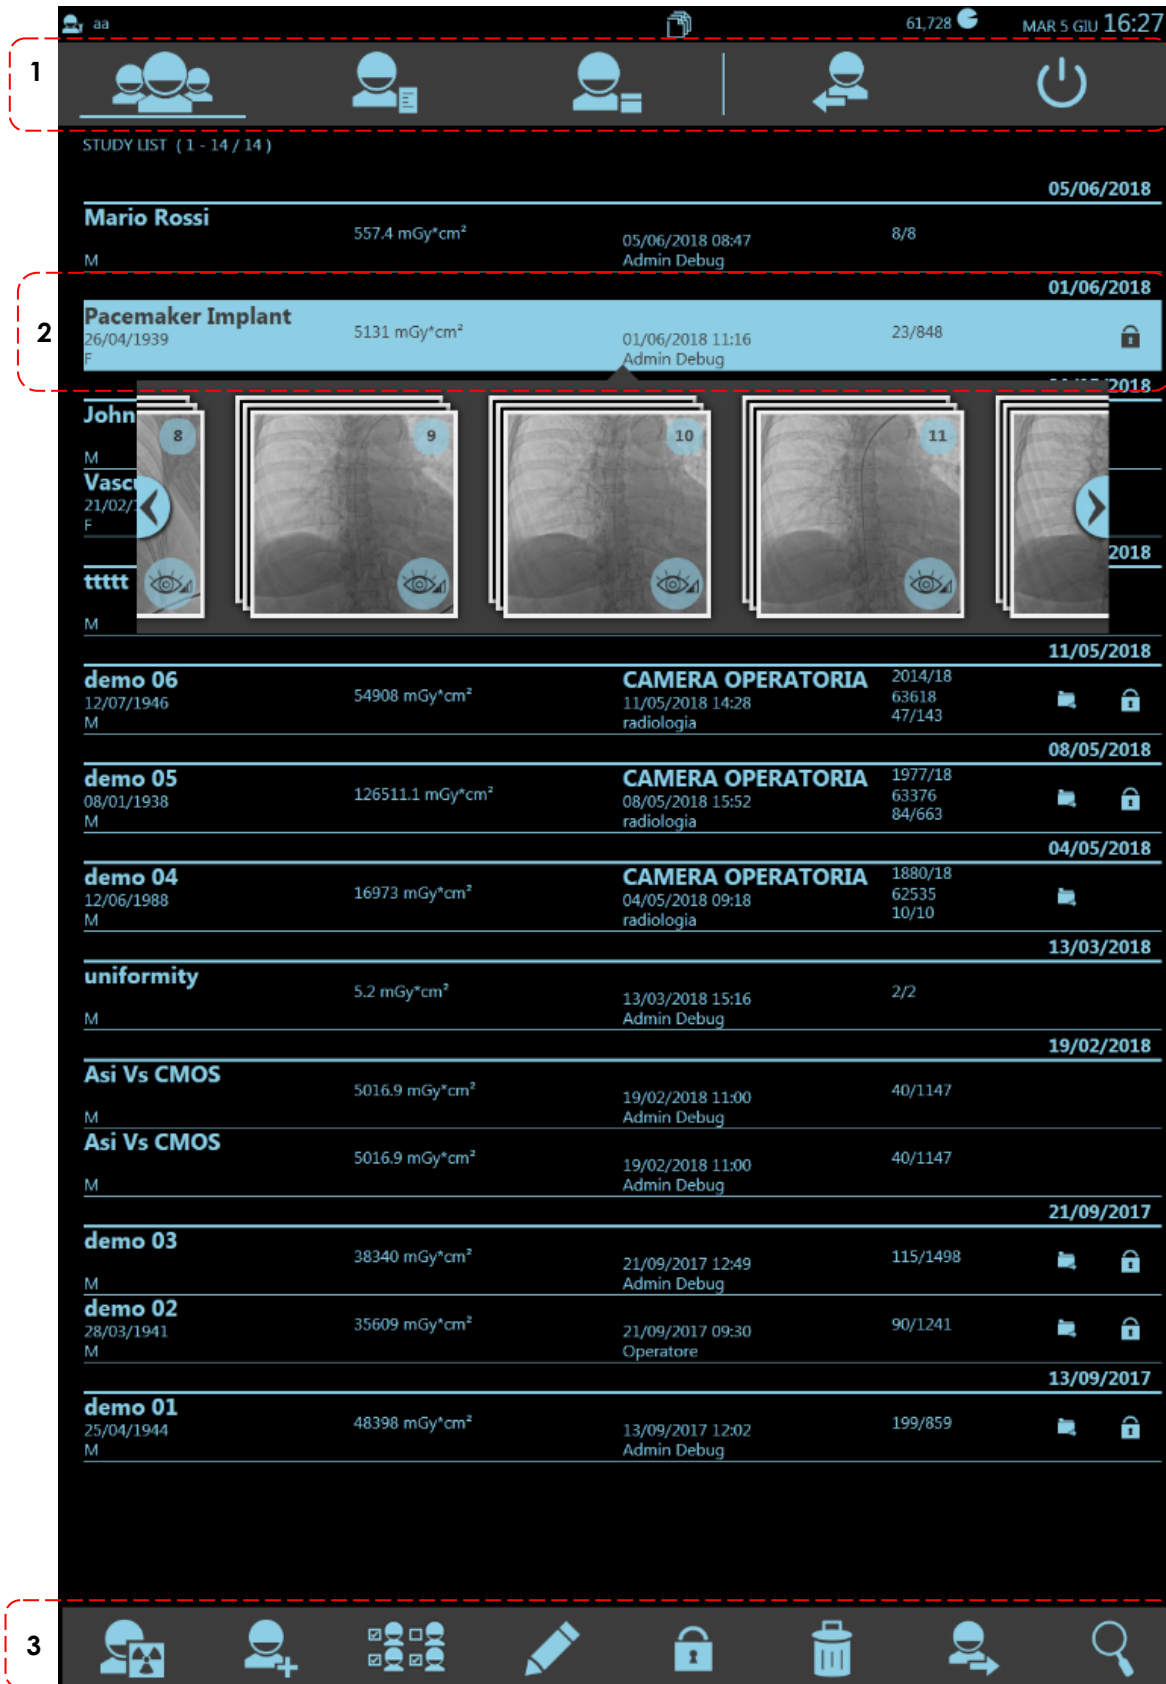 aa 61,728 MAR 5 GIU 16:27
1
STUDY LIST ( 1 - 14 / 14 )
05/06/2018
Mario Rossi
557.4 mGy*cm²
05/06/2018 08:47
8/8
M
Admin Debug
01/06/2018
2
Pacemaker Implant
26/04/1939
5131 mGy*cm²
01/06/2018 11:16
23/848
F
Admin Debug
2018
John
M
8
9
10
11
Vascu
21/02/1
F
2018
ttttt
M
11/05/2018
demo 06
CAMERA OPERATORIA
2014/18
12/07/1946
54908 mGy*cm²
11/05/2018 14:28
63618
M
radiologia
47/143
08/05/2018
demo 05
CAMERA OPERATORIA
1977/18
08/01/1938
126511.1 mGy*cm²
08/05/2018 15:52
63376
M
radiologia
84/663
04/05/2018
demo 04
CAMERA OPERATORIA
1880/18
12/06/1988
16973 mGy*cm²
04/05/2018 09:18
62535
M
radiologia
10/10
13/03/2018
uniformity
5.2 mGy*cm²
13/03/2018 15:16
2/2
M
Admin Debug
19/02/2018
Asi Vs CMOS
5016.9 mGy*cm²
19/02/2018 11:00
40/1147
M
Admin Debug
Asi Vs CMOS
5016.9 mGy*cm²
19/02/2018 11:00
40/1147
M
Admin Debug
21/09/2017
demo 03
38340 mGy*cm²
21/09/2017 12:49
115/1498
M
Admin Debug
demo 02
28/03/1941
35609 mGy*cm²
21/09/2017 09:30
90/1241
M
Operatore
13/09/2017
demo 01
25/04/1944
48398 mGy*cm²
13/09/2017 12:02
199/859
M
Admin Debug
3